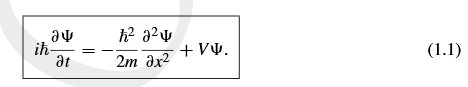 iħ ∂Ψ/∂t = − ħ²/2m ∂²Ψ/∂x² + VΨ. (1.1)